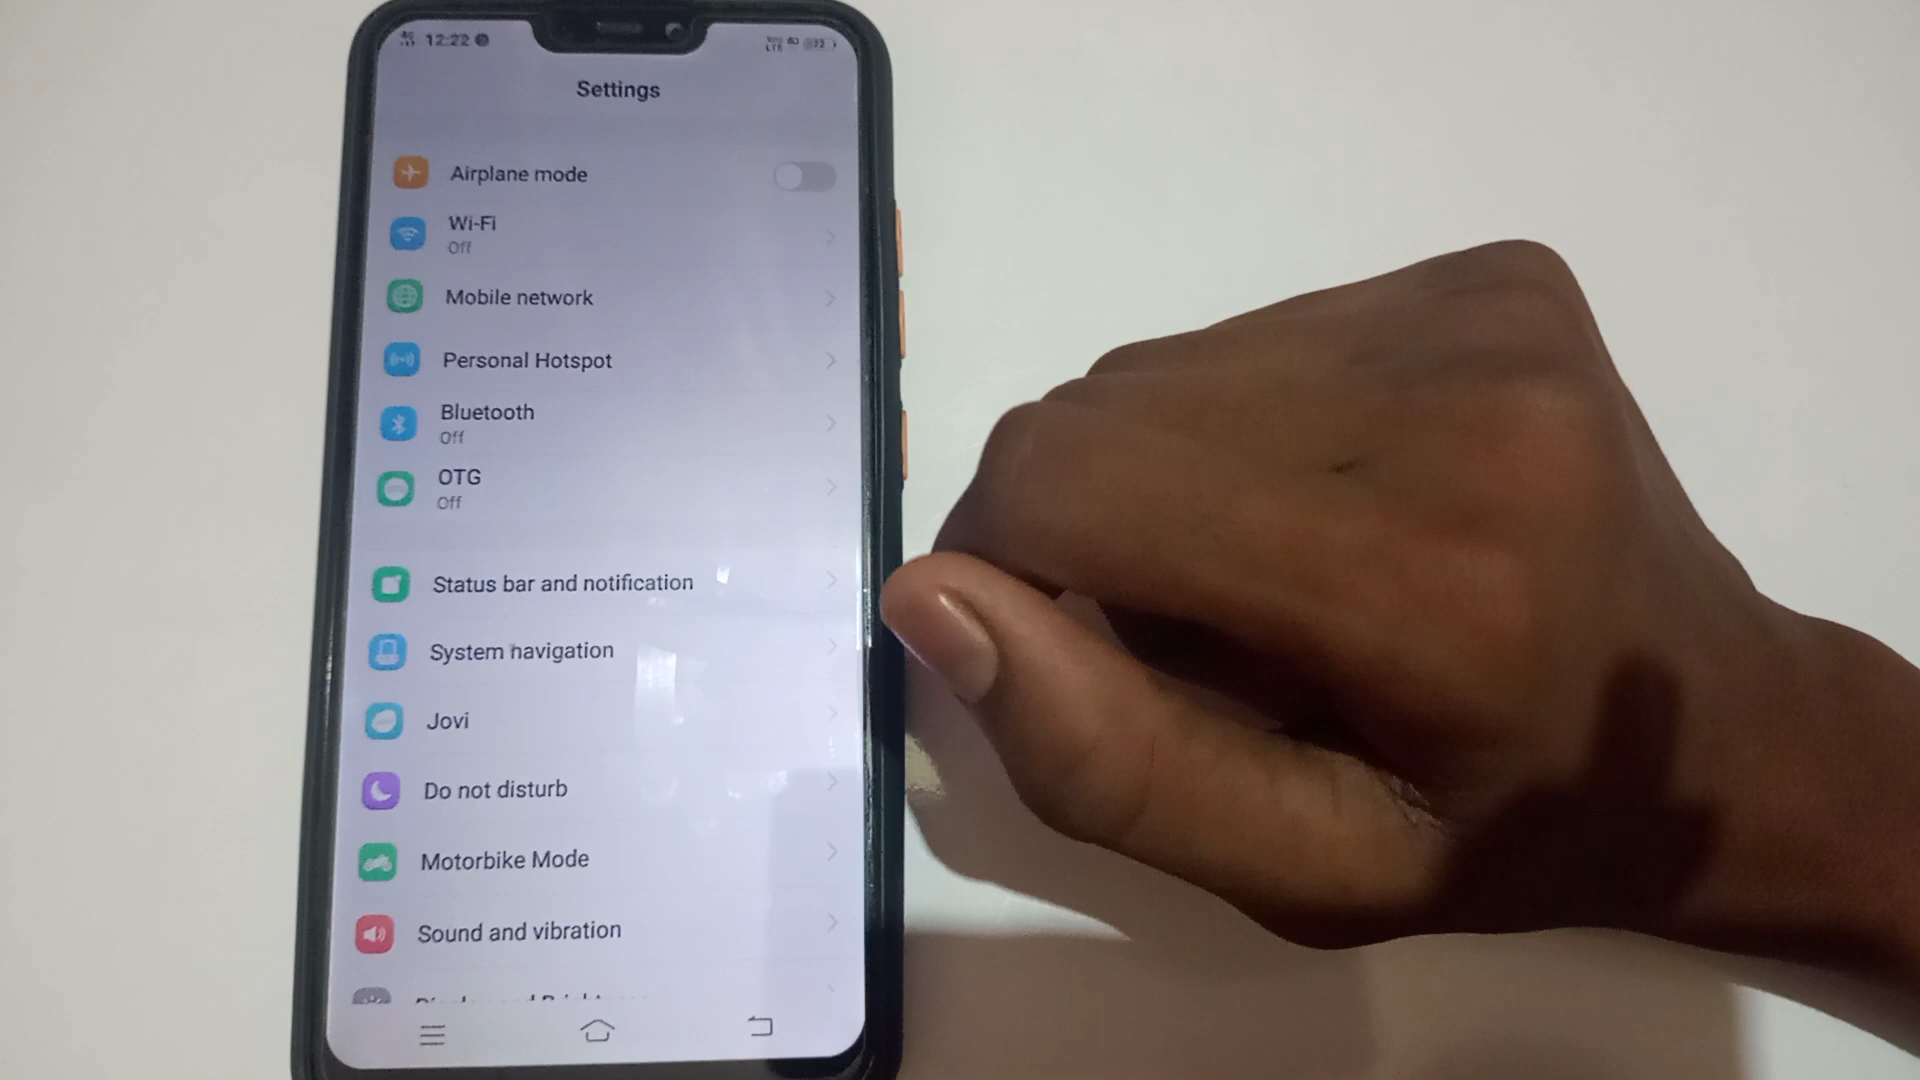 4G 12:22
Settings
Airplane mode
Wi-Fi
Off
Mobile network
Personal Hotspot
Bluetooth
Off
OTG
Off
Status bar and notification
System navigation
Jovi
Do not disturb
Motorbike Mode
Sound and vibration